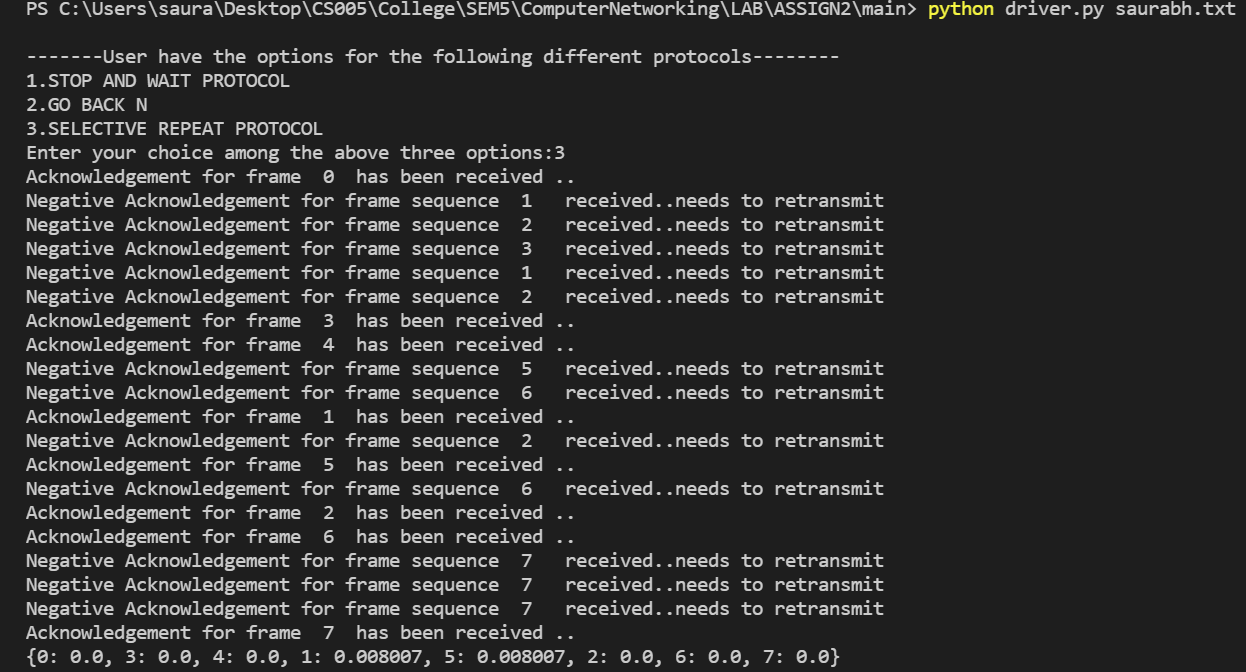 PS C:\Users\saura\Desktop\CS005\College\SEM5\ComputerNetworking\LAB\ASSIGN2\main> python driver.py saurabh.txt
-------User have the options for the following different protocols--------
1.STOP AND WAIT PROTOCOL
2.GO BACK N
3.SELECTIVE REPEAT PROTOCOL
Enter your choice among the above three options:3
Acknowledgement for frame  0  has been received ..
Negative Acknowledgement for frame sequence  1   received..needs to retransmit
Negative Acknowledgement for frame sequence  2   received..needs to retransmit
Negative Acknowledgement for frame sequence  3   received..needs to retransmit
Negative Acknowledgement for frame sequence  1   received..needs to retransmit
Negative Acknowledgement for frame sequence  2   received..needs to retransmit
Acknowledgement for frame  3  has been received ..
Acknowledgement for frame  4  has been received ..
Negative Acknowledgement for frame sequence  5   received..needs to retransmit
Negative Acknowledgement for frame sequence  6   received..needs to retransmit
Acknowledgement for frame  1  has been received ..
Negative Acknowledgement for frame sequence  2   received..needs to retransmit
Acknowledgement for frame  5  has been received ..
Negative Acknowledgement for frame sequence  6   received..needs to retransmit
Acknowledgement for frame  2  has been received ..
Acknowledgement for frame  6  has been received ..
Negative Acknowledgement for frame sequence  7   received..needs to retransmit
Negative Acknowledgement for frame sequence  7   received..needs to retransmit
Negative Acknowledgement for frame sequence  7   received..needs to retransmit
Acknowledgement for frame  7  has been received ..
{0: 0.0, 3: 0.0, 4: 0.0, 1: 0.008007, 5: 0.008007, 2: 0.0, 6: 0.0, 7: 0.0}